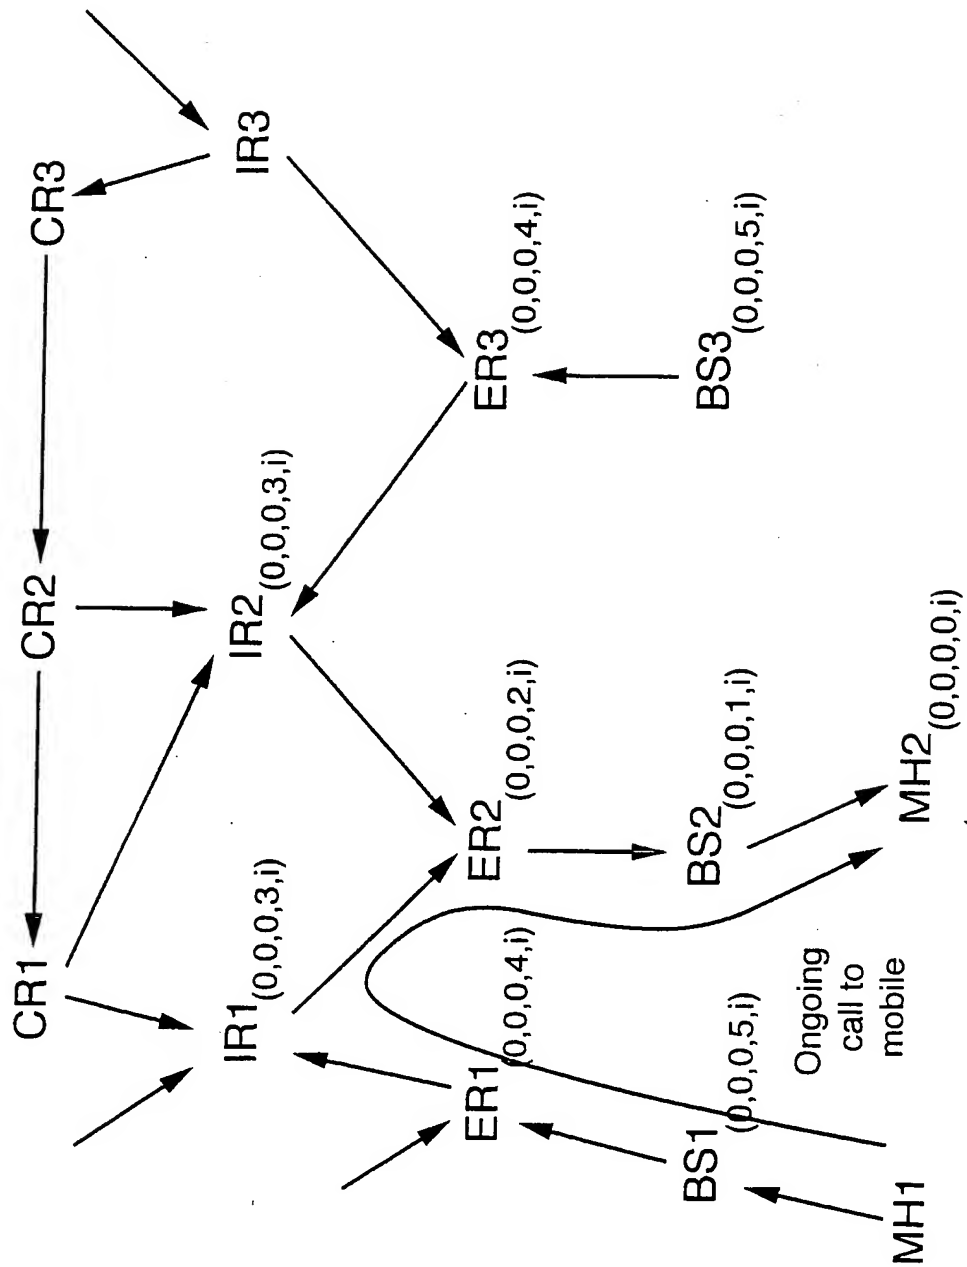 CR1
CR2
CR3
IR1(0,0,0,3,i)
IR2(0,0,0,3,i)
IR3
ER1(0,0,0,4,i)
ER2(0,0,0,2,i)
ER3(0,0,0,4,i)
BS1(0,0,0,5,i)
BS2(0,0,0,1,i)
BS3(0,0,0,5,i)
Ongoing
call to
mobile
MH1
MH2(0,0,0,0,i)